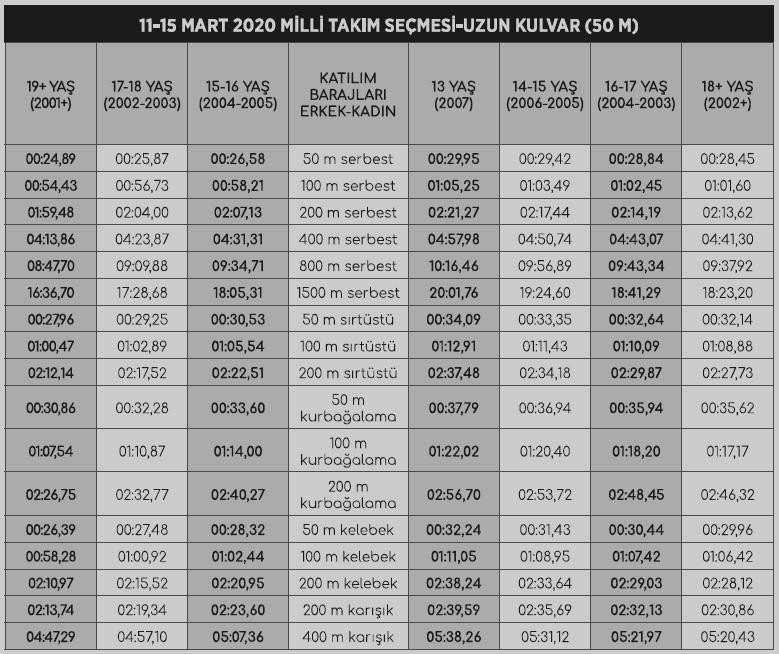 11-15 MART 2020 MİLLİ TAKIM SEÇMESİ-UZUN KULVAR (50 M)
19+ YAŞ (2001+) 17-18 YAŞ (2002-2003) 15-16 YAŞ (2004-2005) KATILIM BARAJLARI ERKEK-KADIN 13 YAŞ (2007) 14-15 YAŞ (2006-2005) 16-17 YAŞ (2004-2003) 18+ YAŞ (2002+)
00:24,89 00:25,87 00:26,58 50 m serbest 00:29,95 00:29,42 00:28,84 00:28,45
00:54,43 00:56,73 00:58,21 100 m serbest 01:05,25 01:03,49 01:02,45 01:01,60
01:59,48 02:04,00 02:07,13 200 m serbest 02:21,27 02:17,44 02:14,19 02:13,62
04:13,86 04:23,87 04:31,31 400 m serbest 04:57,98 04:50,74 04:43,07 04:41,30
08:47,70 09:09,88 09:34,71 800 m serbest 10:16,46 09:56,89 09:43,34 09:37,92
16:36,70 17:28,68 18:05,31 1500 m serbest 20:01,76 19:24,60 18:41,29 18:23,20
00:27,96 00:29,25 00:30,53 50 m sırtüstü 00:34,09 00:33,35 00:32,64 00:32,14
01:00,47 01:02,89 01:05,54 100 m sırtüstü 01:12,91 01:11,43 01:10,09 01:08,88
02:12,14 02:17,52 02:22,51 200 m sırtüstü 02:37,48 02:34,18 02:29,87 02:27,73
00:30,86 00:32,28 00:33,60 50 m kurbağalama 00:37,79 00:36,94 00:35,94 00:35,62
01:07,54 01:10,87 01:14,00 100 m kurbağalama 01:22,02 01:20,40 01:18,20 01:17,17
02:26,75 02:32,77 02:40,27 200 m kurbağalama 02:56,70 02:53,72 02:48,45 02:46,32
00:26,39 00:27,48 00:28,32 50 m kelebek 00:32,24 00:31,43 00:30,44 00:29,96
00:58,28 01:00,92 01:02,44 100 m kelebek 01:11,05 01:08,95 01:07,42 01:06,42
02:10,97 02:15,52 02:20,95 200 m kelebek 02:38,24 02:33,64 02:29,03 02:28,12
02:13,74 02:19,34 02:23,60 200 m karışık 02:39,59 02:35,69 02:32,13 02:30,86
04:47,29 04:57,10 05:07,36 400 m karışık 05:38,26 05:31,12 05:21,97 05:20,43